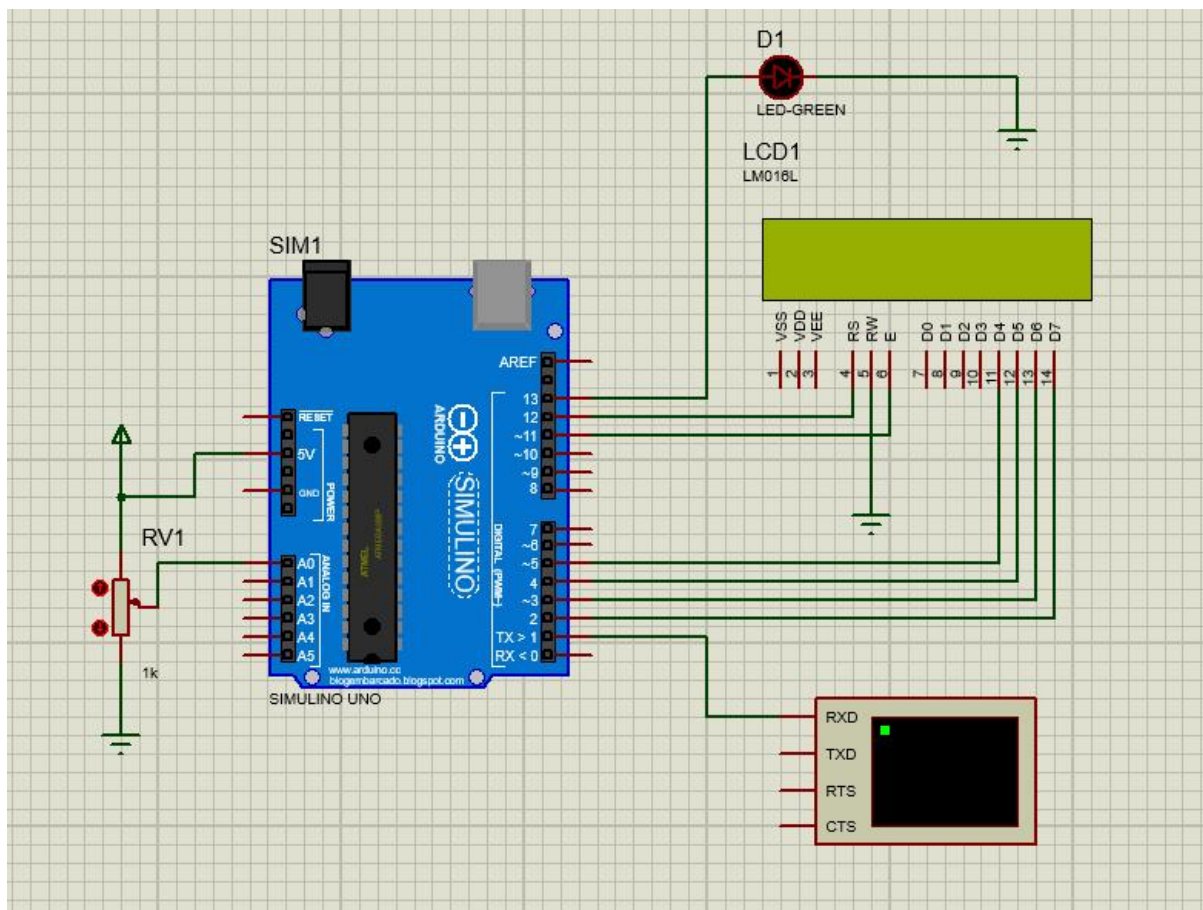 D1
LED-GREEN
LCD1
LM016L
SIM1
VSS
VDD
VEE
RS
RW
E
D0
D1
D2
D3
D4
D5
D6
D7
1
2
3
4
5
6
7
8
9
10
11
12
13
14
AREF
13
12
~11
~10
~9
8
7
~6
~5
4
~3
2
TX > 1
RX < 0
RESET
5V
GND
POWER
A0
A1
A2
A3
A4
A5
ANALOG IN
ARDUINO
SIMULINO
DIGITAL (PWM~)
ATMEL
www.arduino.cc
blogembarcado.blogspot.com
SIMULINO UNO
RV1
1k
RXD
TXD
RTS
CTS